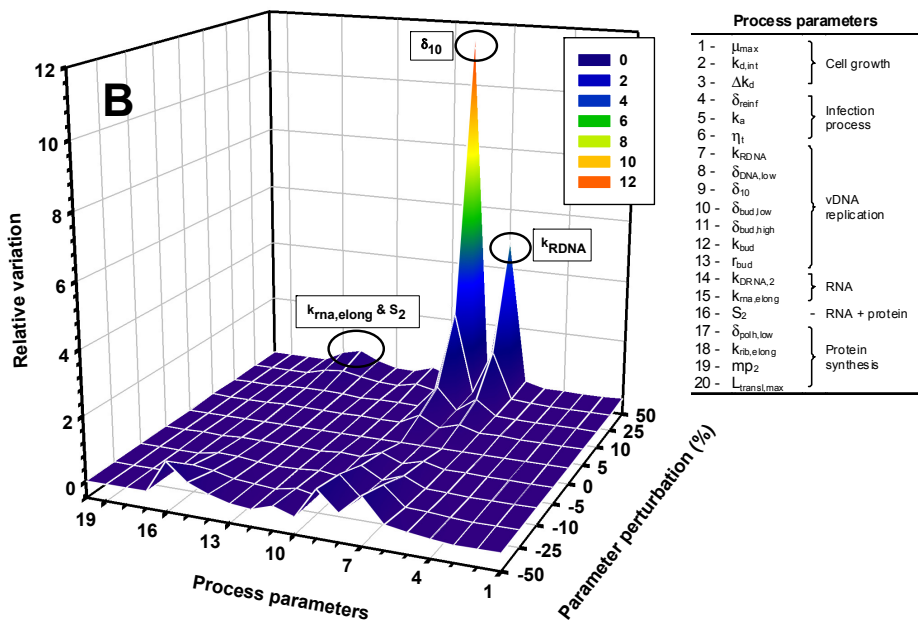 B
Relative variation
12
10
8
6
4
2
0
δ10
kRDNA
krna,elong & S2
0
2
4
6
8
10
12
19
16
13
10
7
4
1
Process parameters
50
25
10
5
0
-5
-10
-25
-50
Parameter perturbation (%)
Process parameters
1 - μmax
2 - kd,int
3 - Δkd
Cell growth
4 - δreinf
5 - ka
6 - ηt
Infection
process
7 - kRDNA
8 - δDNA,low
9 - δ10
10 - δbud,low
11 - δbud,high
12 - kbud
13 - rbud
vDNA
replication
14 - kDRNA,2
15 - krna,elong
RNA
16 - S2 - RNA + protein
17 - δpolh,low
18 - krib,elong
19 - mp2
20 - Ltransl,max
Protein
synthesis